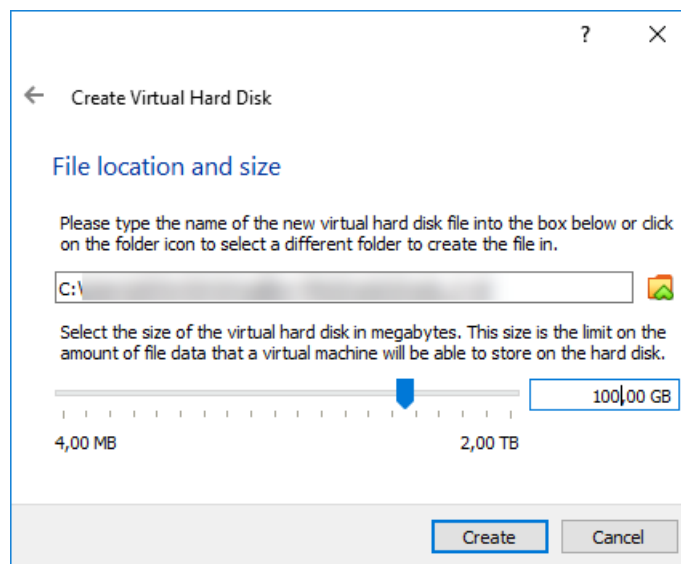 ?
Create Virtual Hard Disk
File location and size
Please type the name of the new virtual hard disk file into the box below or click
on the folder icon to select a different folder to create the file in.
C:\
Select the size of the virtual hard disk in megabytes. This size is the limit on the
amount of file data that a virtual machine will be able to store on the hard disk.
100,00 GB
4,00 MB 2,00 TB
Create Cancel